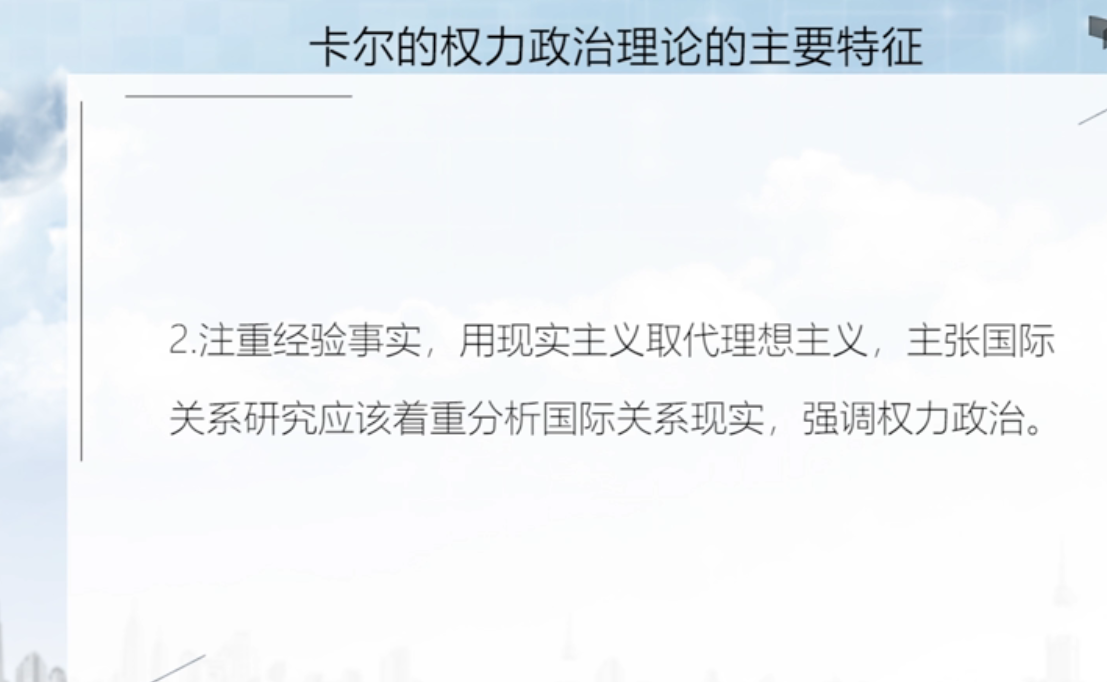 卡尔的权力政治理论的主要特征
2.注重经验事实，用现实主义取代理想主义，主张国际
关系研究应该着重分析国际关系现实，强调权力政治。